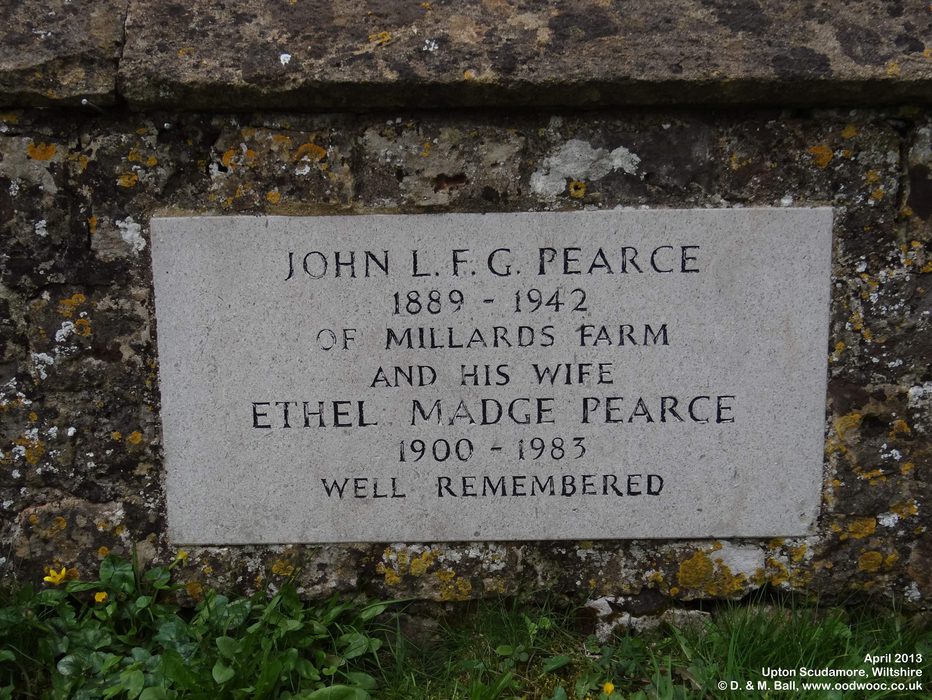 JOHN L. F. G. PEARCE
1889 - 1942
OF MILLARDS FARM
AND HIS WIFE
ETHEL MADGE PEARCE
1900 - 1983
WELL REMEMBERED
April 2013
Upton Scudamore, Wiltshire
© D. & M. Ball, www.oodwooc.co.uk